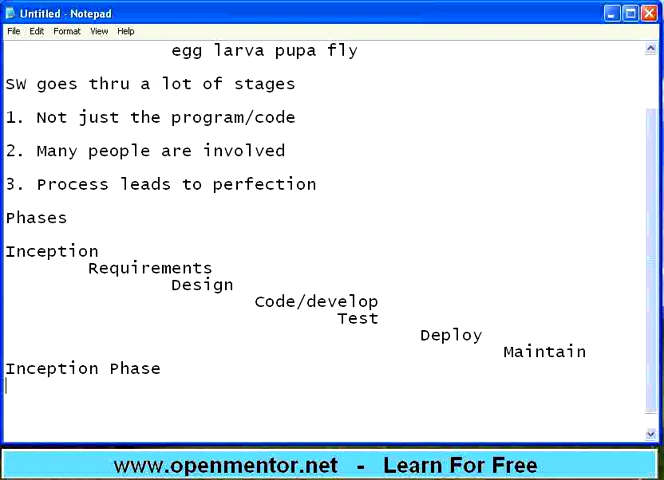 Untitled - Notepad
File Edit Format View Help
egg larva pupa fly
SW goes thru a lot of stages
1. Not just the program/code
2. Many people are involved
3. Process leads to perfection
Phases
Inception
Requirements
Design
Code/develop
Test
Deploy
Maintain
Inception Phase
www.openmentor.net - Learn For Free